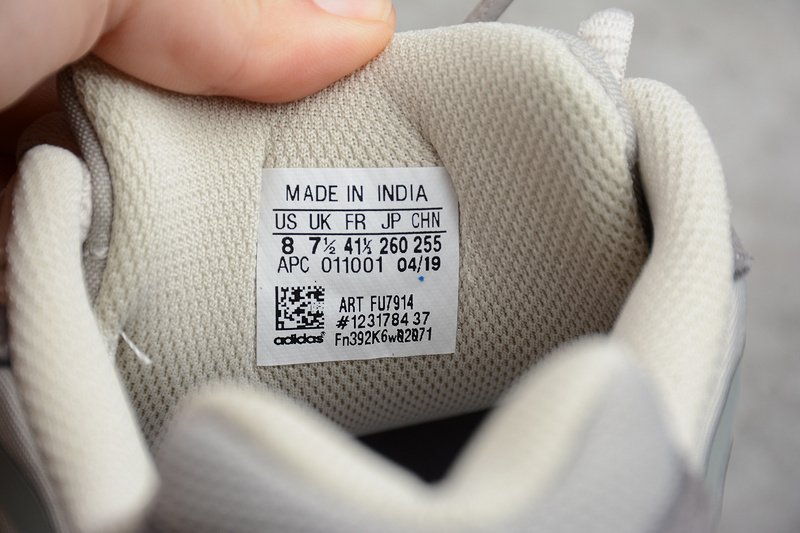 MADE IN INDIA
US UK FR JP CHN
8 7½ 41⅓ 260 255
APC 011001 04/19
ART FU7914
#1231784 37
adidas